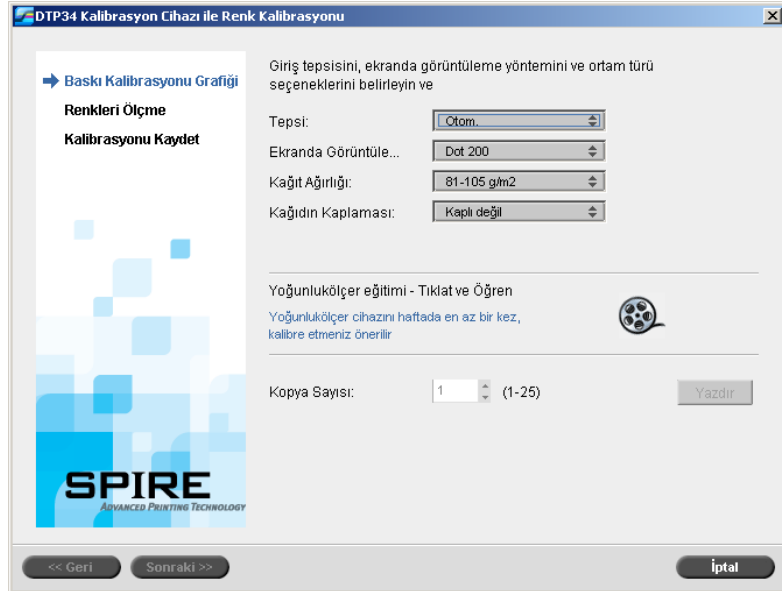 DTP34 Kalibrasyon Cihazı ile Renk Kalibrasyonu
Baskı Kalibrasyonu Grafiği
Renkleri Ölçme
Kalibrasyonu Kaydet
SPIRE
ADVANCED PRINTING TECHNOLOGY
Giriş tepsisini, ekranda görüntüleme yöntemini ve ortam türü
seçeneklerini belirleyin ve
Tepsi: Otom.
Ekranda Görüntüle... Dot 200
Kağıt Ağırlığı: 81-105 g/m2
Kağıdın Kaplaması: Kaplı değil
Yoğunlukölçer eğitimi - Tıklat ve Öğren
Yoğunlukölçer cihazını haftada en az bir kez,
kalibre etmeniz önerilir
Kopya Sayısı: 1 (1-25) Yazdır
<< Geri Sonraki >> İptal